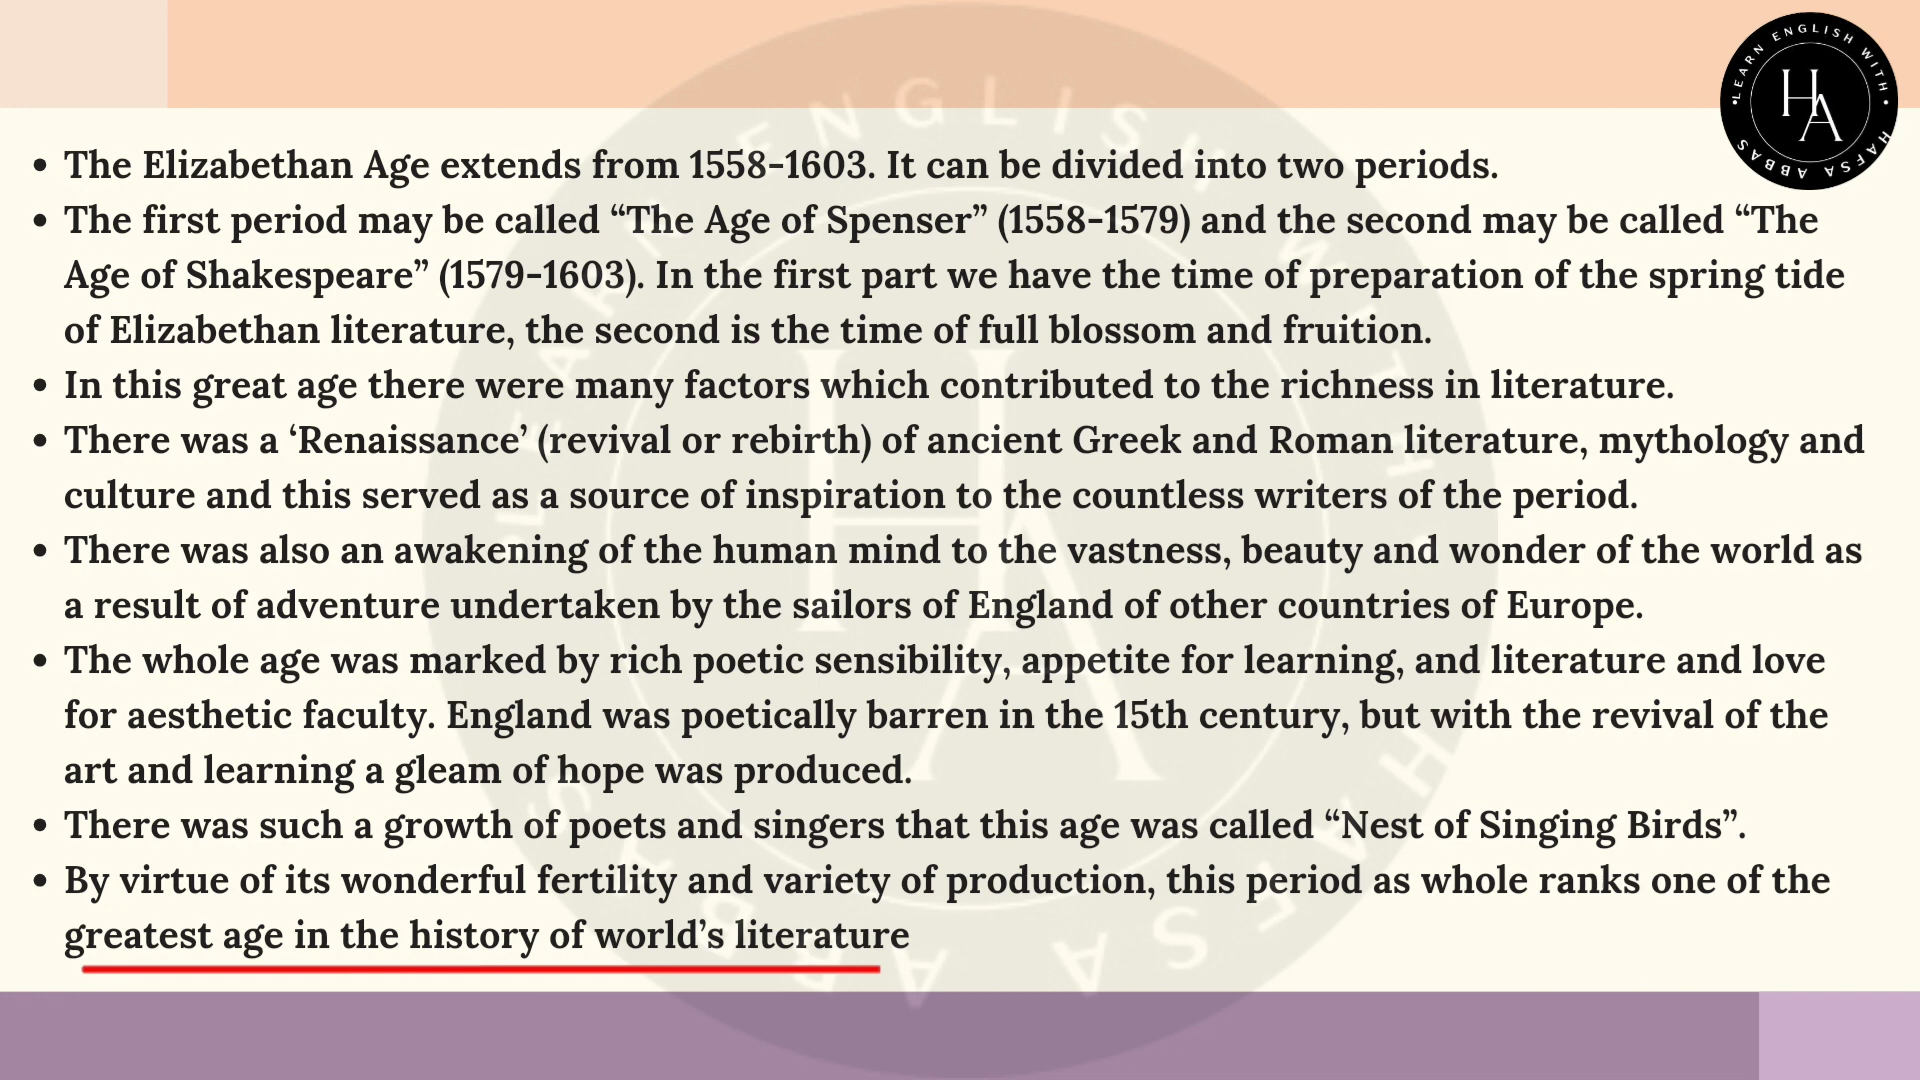 LEARN ENGLISH WITH
HA
HAFSA ABBAS
• The Elizabethan Age extends from 1558-1603. It can be divided into two periods.
• The first period may be called “The Age of Spenser” (1558-1579) and the second may be called “The
Age of Shakespeare” (1579-1603). In the first part we have the time of preparation of the spring tide
of Elizabethan literature, the second is the time of full blossom and fruition.
• In this great age there were many factors which contributed to the richness in literature.
• There was a ‘Renaissance’ (revival or rebirth) of ancient Greek and Roman literature, mythology and
culture and this served as a source of inspiration to the countless writers of the period.
• There was also an awakening of the human mind to the vastness, beauty and wonder of the world as
a result of adventure undertaken by the sailors of England of other countries of Europe.
• The whole age was marked by rich poetic sensibility, appetite for learning, and literature and love
for aesthetic faculty. England was poetically barren in the 15th century, but with the revival of the
art and learning a gleam of hope was produced.
• There was such a growth of poets and singers that this age was called “Nest of Singing Birds”.
• By virtue of its wonderful fertility and variety of production, this period as whole ranks one of the
greatest age in the history of world’s literature